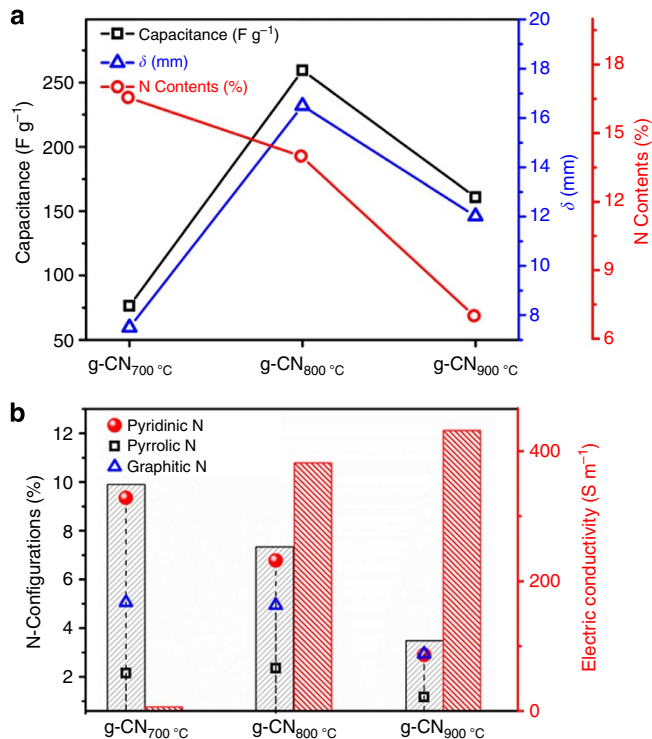 a
Capacitance (F g⁻¹)
δ (mm)
N Contents (%)
250
200
150
100
50
Capacitance (F g⁻¹)
20
18
16
14
12
10
8
δ (mm)
18
15
12
9
6
N Contents (%)
g-CN700 °C
g-CN800 °C
g-CN900 °C
b
Pyridinic N
Pyrrolic N
Graphitic N
12
10
8
6
4
2
N-Configurations (%)
400
200
0
Electric conductivity (S m⁻¹)
g-CN700 °C
g-CN800 °C
g-CN900 °C